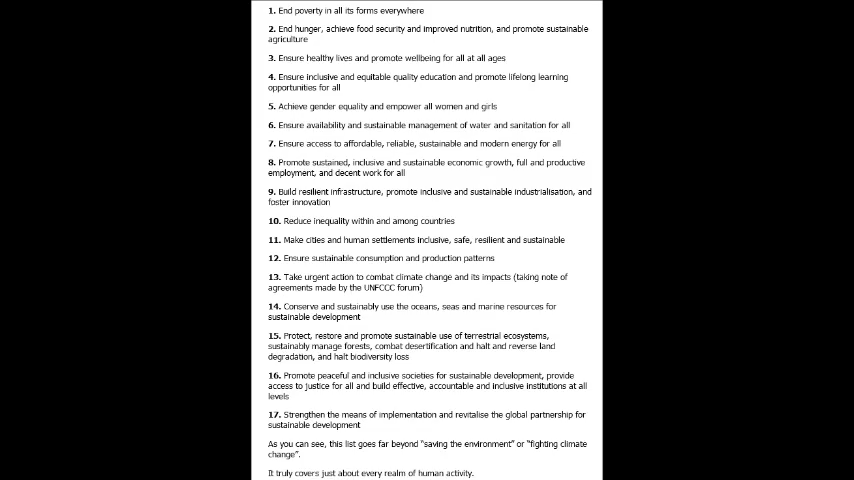 1. End poverty in all its forms everywhere
2. End hunger, achieve food security and improved nutrition, and promote sustainable
agriculture
3. Ensure healthy lives and promote wellbeing for all at all ages
4. Ensure inclusive and equitable quality education and promote lifelong learning
opportunities for all
5. Achieve gender equality and empower all women and girls
6. Ensure availability and sustainable management of water and sanitation for all
7. Ensure access to affordable, reliable, sustainable and modern energy for all
8. Promote sustained, inclusive and sustainable economic growth, full and productive
employment, and decent work for all
9. Build resilient infrastructure, promote inclusive and sustainable industrialisation, and
foster innovation
10. Reduce inequality within and among countries
11. Make cities and human settlements inclusive, safe, resilient and sustainable
12. Ensure sustainable consumption and production patterns
13. Take urgent action to combat climate change and its impacts (taking note of
agreements made by the UNFCCC forum)
14. Conserve and sustainably use the oceans, seas and marine resources for
sustainable development
15. Protect, restore and promote sustainable use of terrestrial ecosystems,
sustainably manage forests, combat desertification and halt and reverse land
degradation, and halt biodiversity loss
16. Promote peaceful and inclusive societies for sustainable development, provide
access to justice for all and build effective, accountable and inclusive institutions at all
levels
17. Strengthen the means of implementation and revitalise the global partnership for
sustainable development
As you can see, this list goes far beyond “saving the environment” or “fighting climate
change”.
It truly covers just about every realm of human activity.